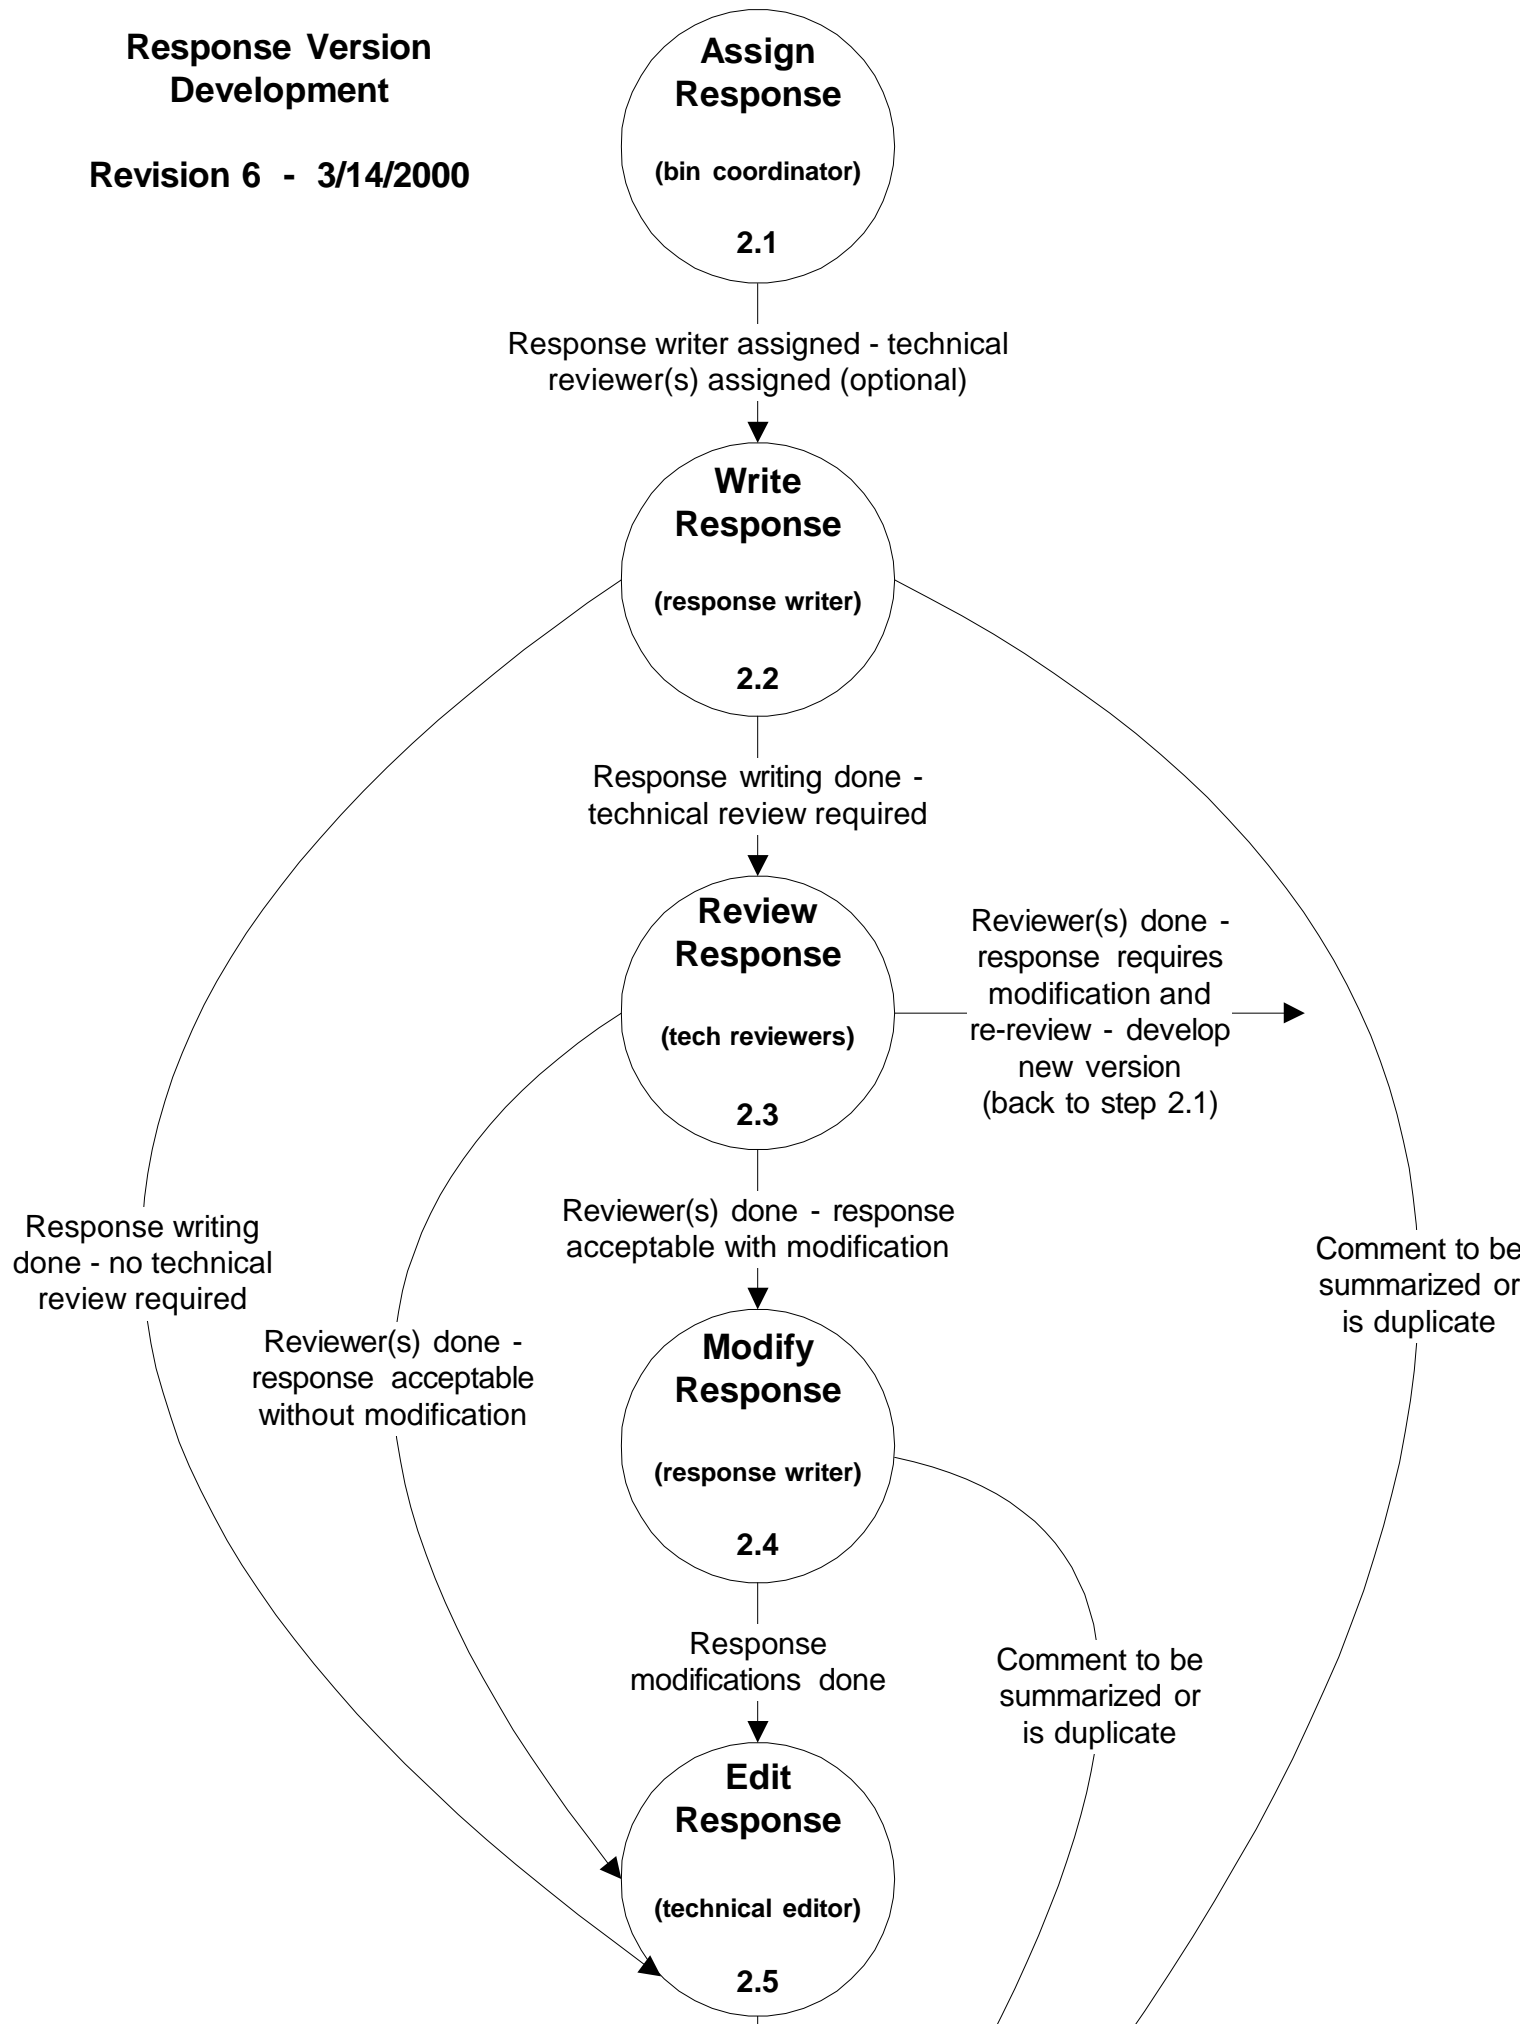 Response Version
Development
Revision 6 - 3/14/2000
Assign
Response
(bin coordinator)
2.1
Response writer assigned - technical
reviewer(s) assigned (optional)
Write
Response
(response writer)
2.2
Response writing done -
technical review required
Review
Response
(tech reviewers)
2.3
Reviewer(s) done -
response requires
modification and
re-review - develop
new version
(back to step 2.1)
Reviewer(s) done - response
acceptable with modification
Response writing
done - no technical
review required
Comment to be
summarized or
is duplicate
Reviewer(s) done -
response acceptable
without modification
Modify
Response
(response writer)
2.4
Response
modifications done
Comment to be
summarized or
is duplicate
Edit
Response
(technical editor)
2.5